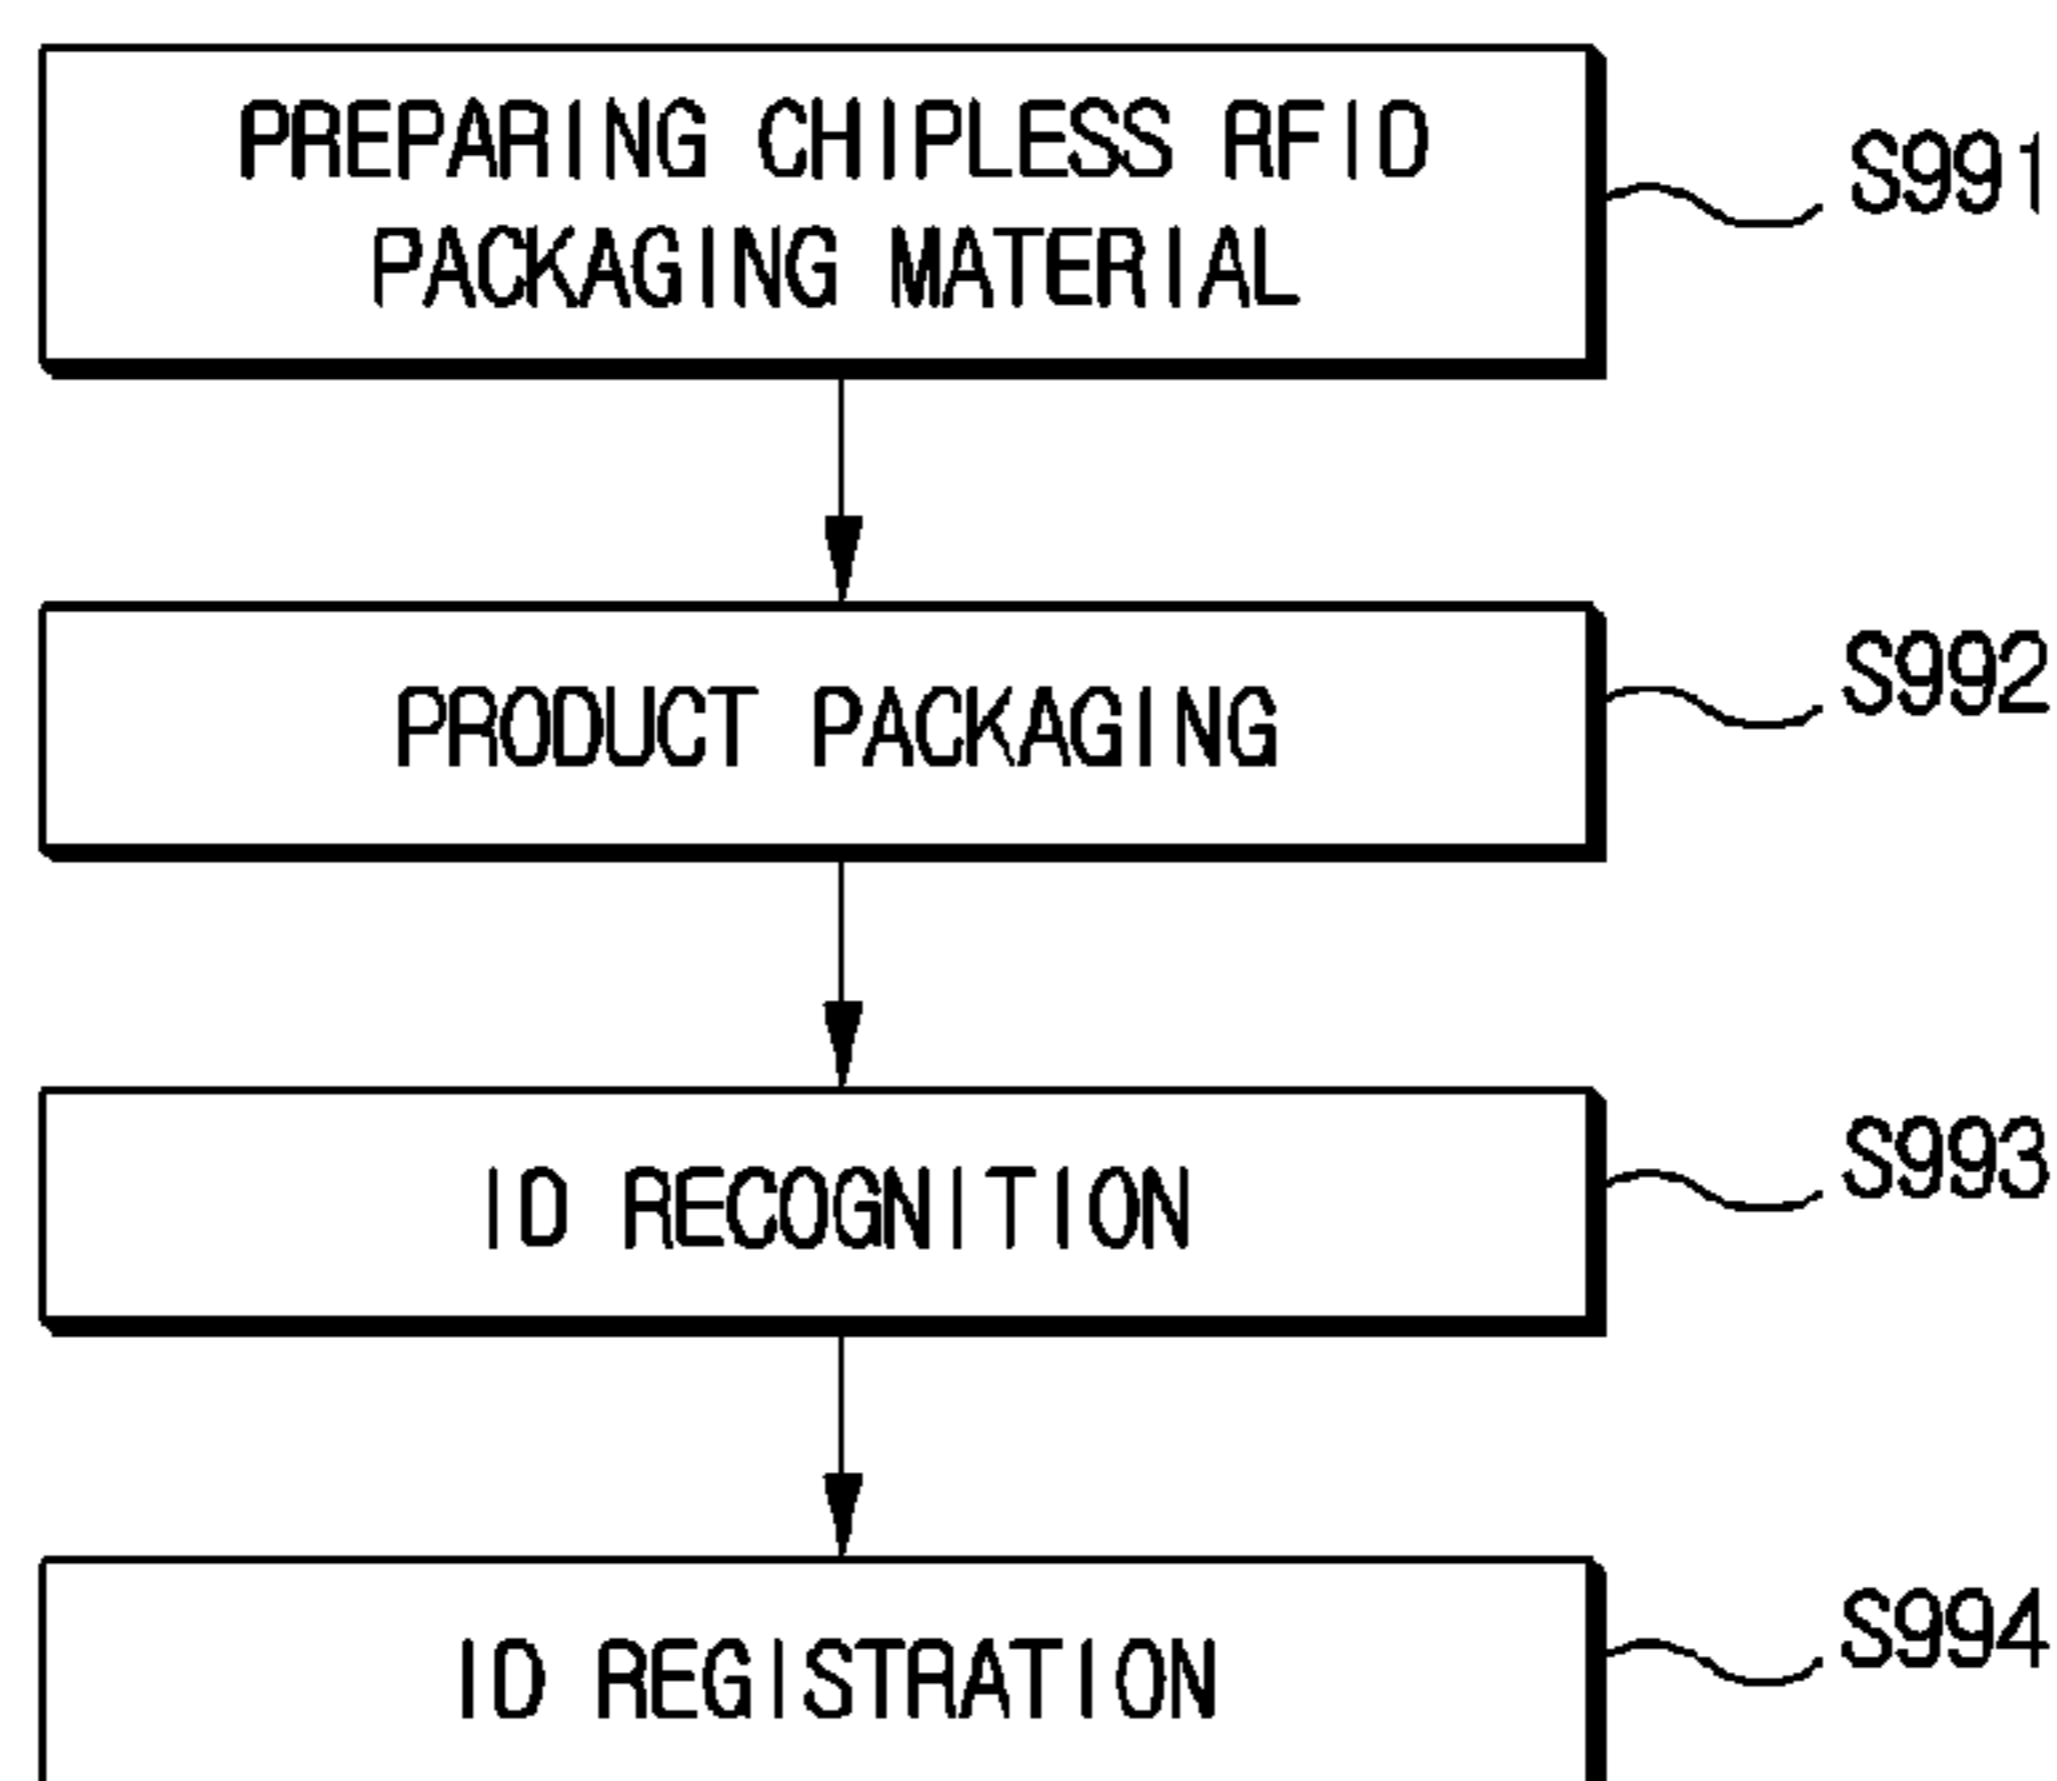 PREPARING CHIPLESS RFID
PACKAGING MATERIAL
S991
PRODUCT PACKAGING
S992
ID RECOGNITION
S993
ID REGISTRATION
S994